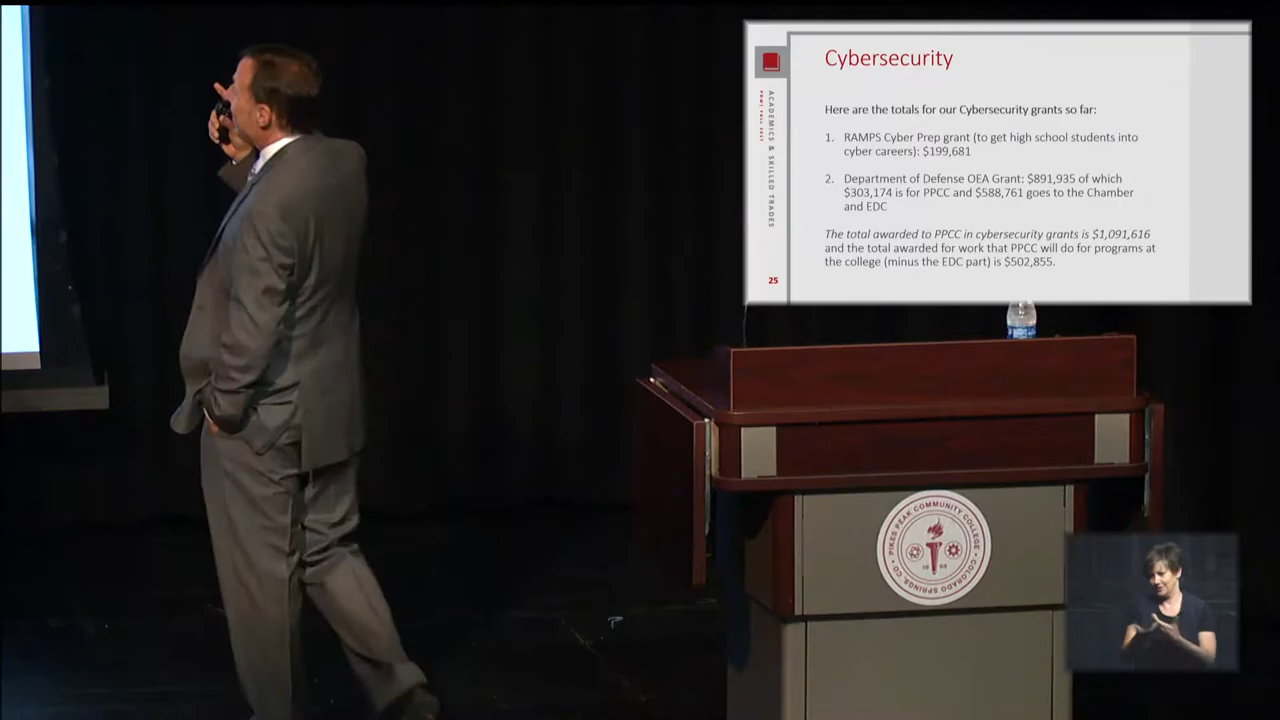 Cybersecurity
Here are the totals for our Cybersecurity grants so far:
1. RAMPS Cyber Prep grant (to get high school students into
cyber careers): $199,681
2. Department of Defense OEA Grant: $891,935 of which
$303,174 is for PPCC and $588,761 goes to the Chamber
and EDC
The total awarded to PPCC in cybersecurity grants is $1,091,616
and the total awarded for work that PPCC will do for programs at
the college (minus the EDC part) is $502,855.
ACADEMICS & SKILLED TRADES
PDW| FALL 2017
25
PIKES PEAK COMMUNITY COLLEGE
COLORADO SPRINGS, CO
1968